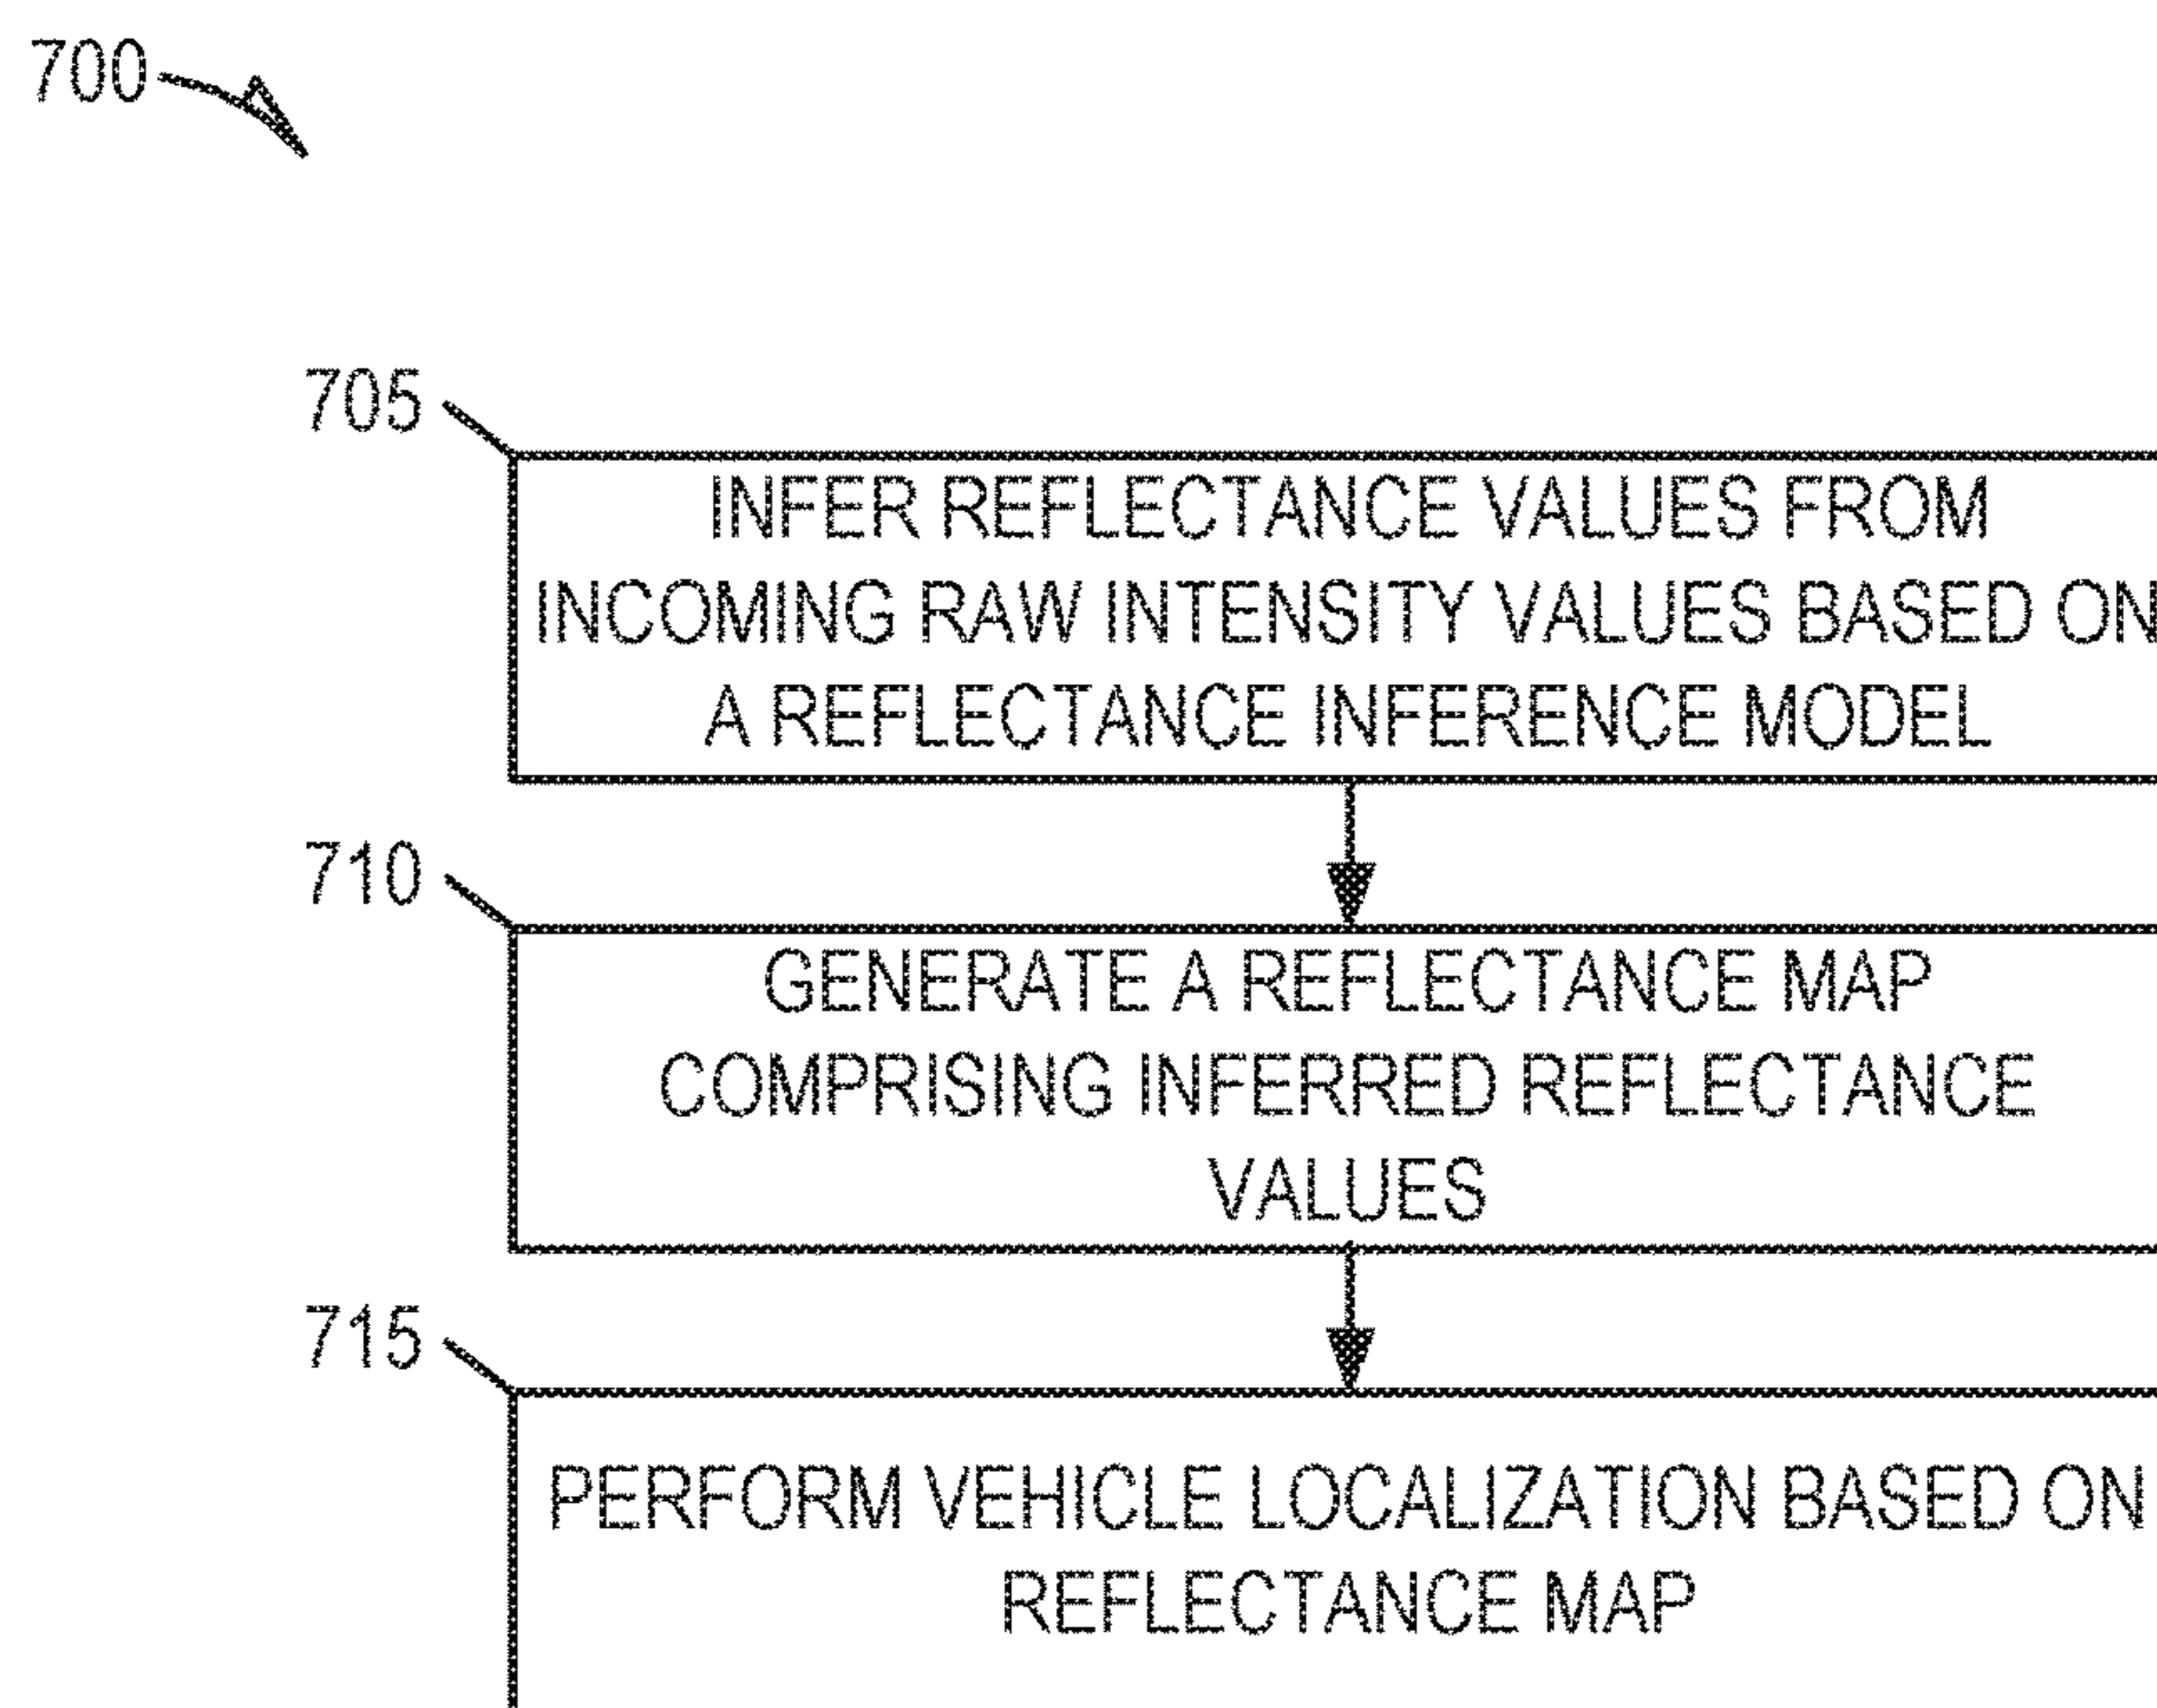 700
705
INFER REFLECTANCE VALUES FROM
INCOMING RAW INTENSITY VALUES BASED ON
A REFLECTANCE INFERENCE MODEL
710
GENERATE A REFLECTANCE MAP
COMPRISING INFERRED REFLECTANCE
VALUES
715
PERFORM VEHICLE LOCALIZATION BASED ON
REFLECTANCE MAP